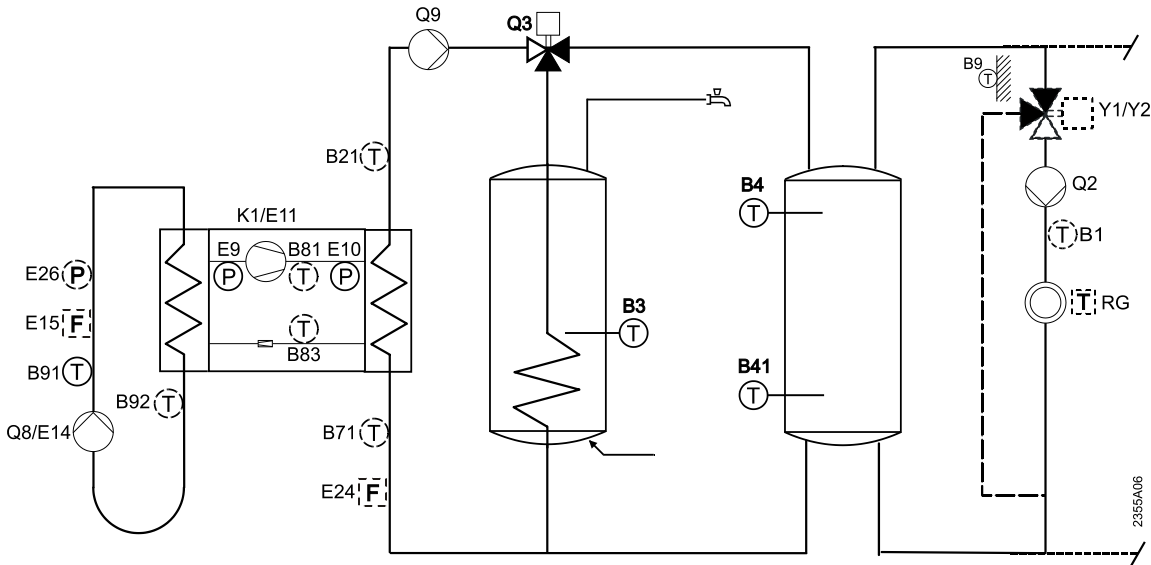 Q9
Q3
B9
T
Y1/Y2
B21 T
B4
T
Q2
K1/E11
T B1
E9 B81 E10
E26 P
P T P
T RG
B3
T
E15 F
T
B83
B91 T
B41
T
B92 T
Q8/E14
B71 T
E24 F
2355A06